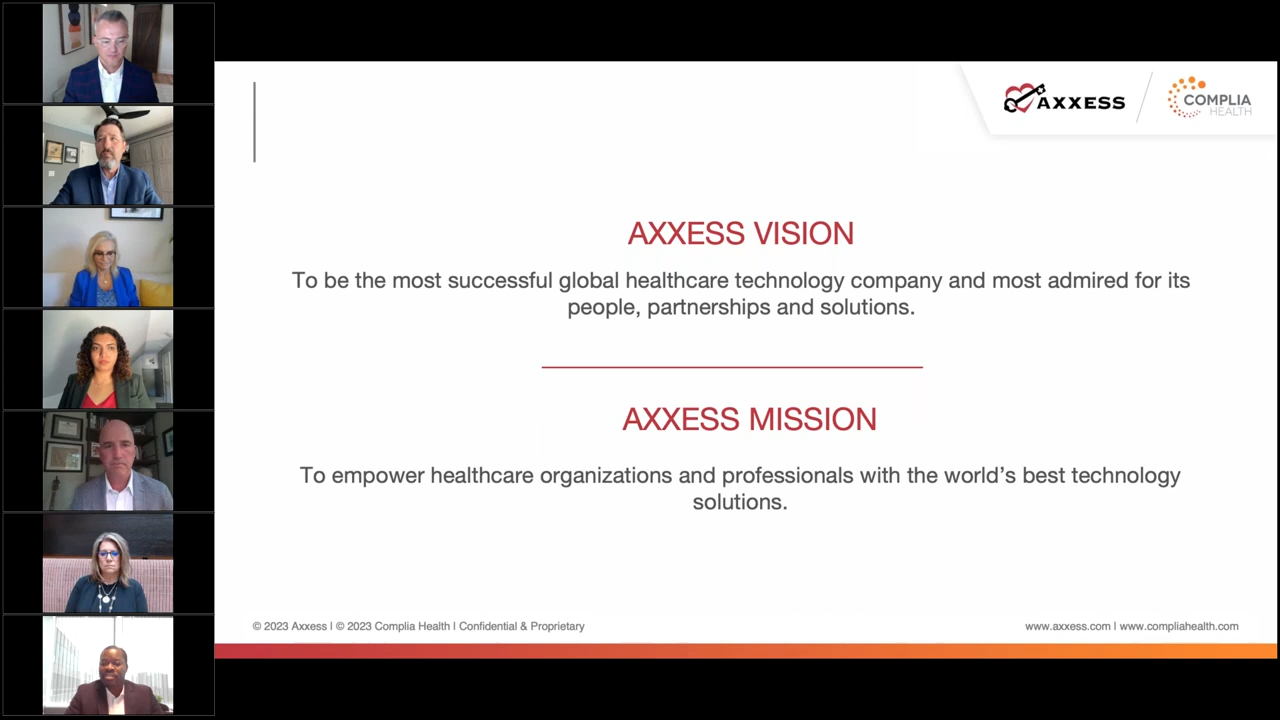 AXXESS
COMPLIA
HEALTH
AXXESS VISION
To be the most successful global healthcare technology company and most admired for its
people, partnerships and solutions.
AXXESS MISSION
To empower healthcare organizations and professionals with the world’s best technology
solutions.
© 2023 Axxess | © 2023 Complia Health | Confidential & Proprietary
www.axxess.com | www.compliahealth.com